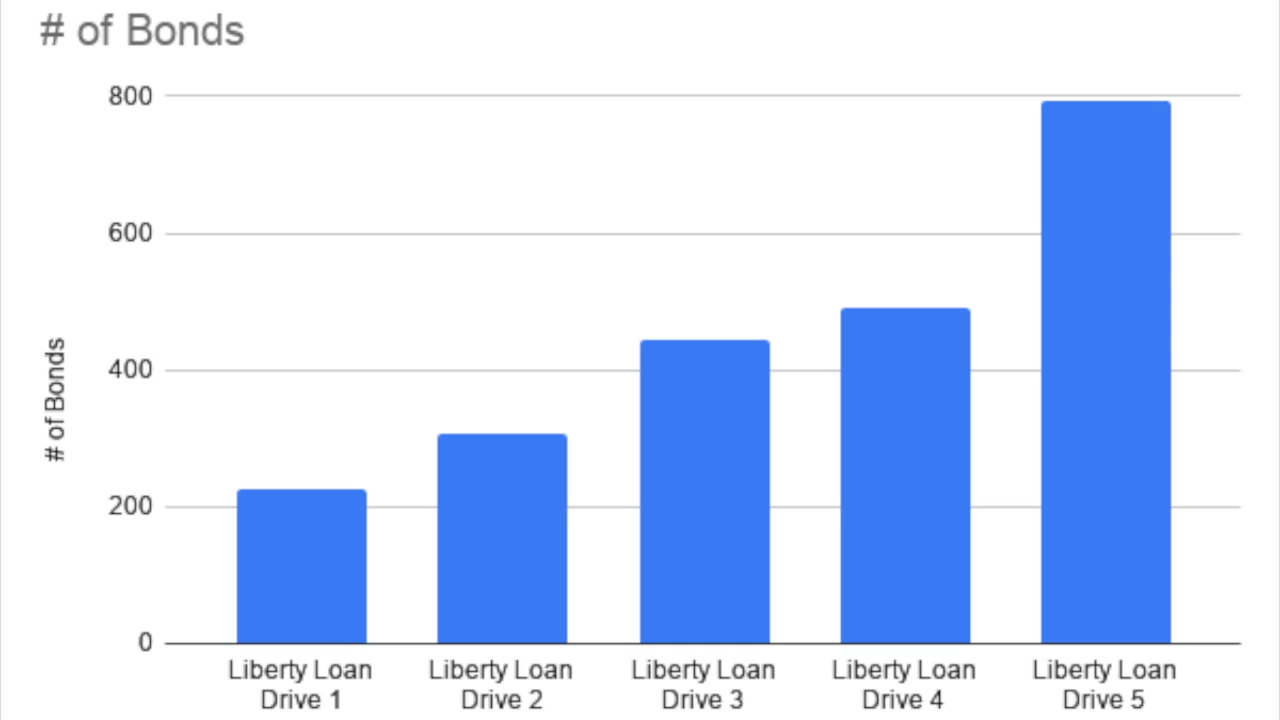 # of Bonds
800
600
400
200
0
# of Bonds
Liberty Loan
Drive 1
Liberty Loan
Drive 2
Liberty Loan
Drive 3
Liberty Loan
Drive 4
Liberty Loan
Drive 5